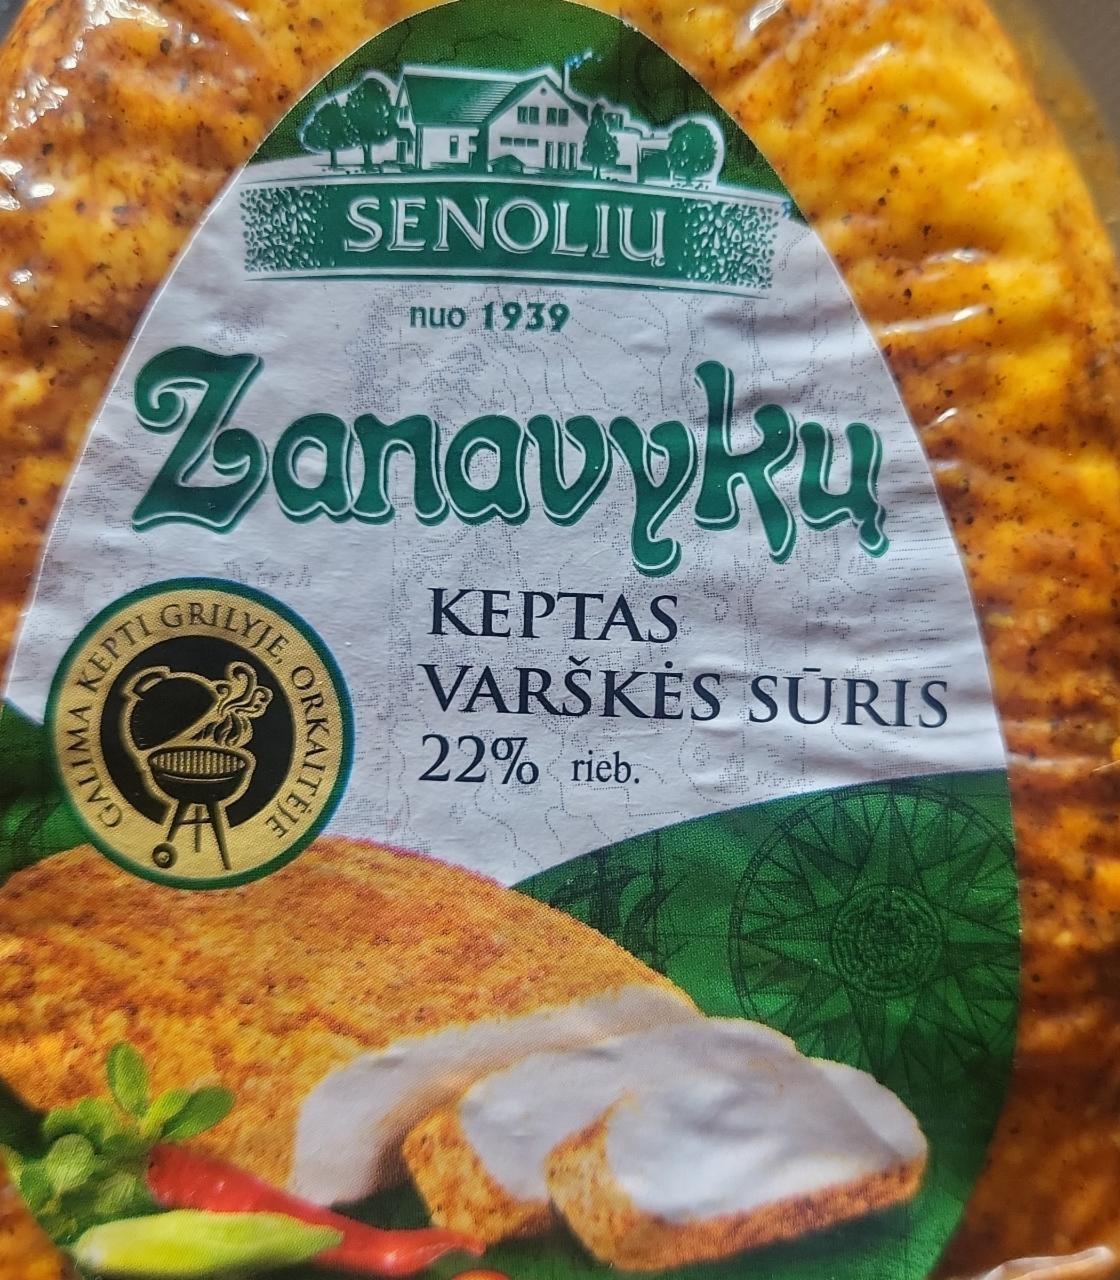 SENOLIŲ
nuo 1939
Zanavykų
KEPTAS
VARŠKĖS SŪRIS
22% rieb.
GALIMA KEPTI GRILYJE, ORKAITĖJE